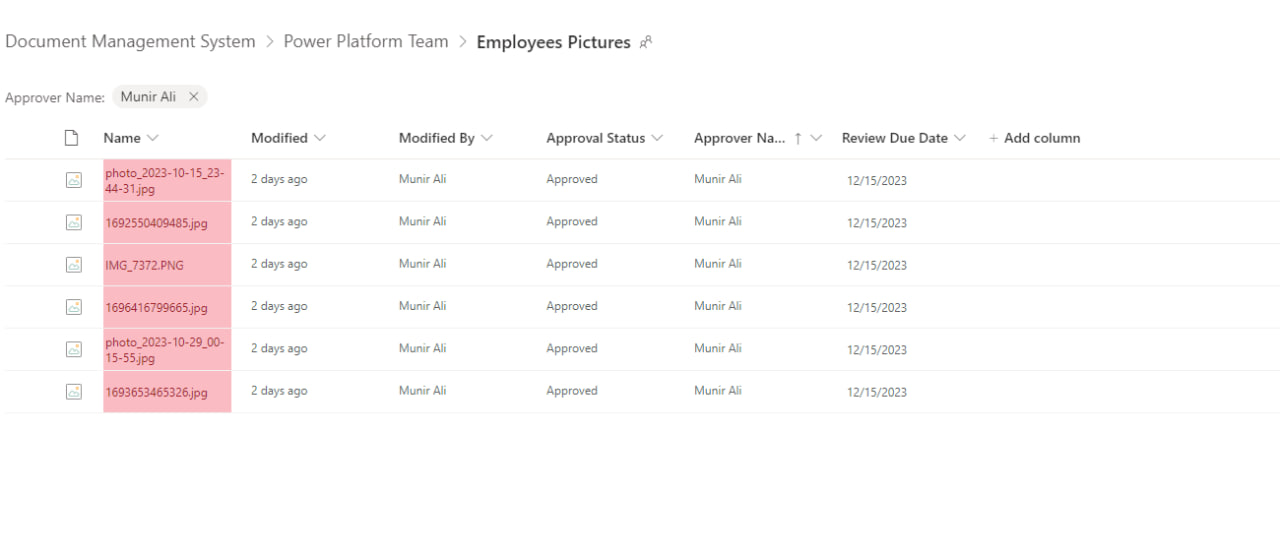 Document Management System > Power Platform Team > Employees Pictures
Approver Name: Munir Ali ×
Name Modified Modified By Approval Status Approver Na... ↑ Review Due Date + Add column
photo_2023-10-15_23-
44-31.jpg 2 days ago Munir Ali Approved Munir Ali 12/15/2023
1692550409485.jpg 2 days ago Munir Ali Approved Munir Ali 12/15/2023
IMG_7372.PNG 2 days ago Munir Ali Approved Munir Ali 12/15/2023
1696416799665.jpg 2 days ago Munir Ali Approved Munir Ali 12/15/2023
photo_2023-10-29_00-
15-55.jpg 2 days ago Munir Ali Approved Munir Ali 12/15/2023
1693653465326.jpg 2 days ago Munir Ali Approved Munir Ali 12/15/2023